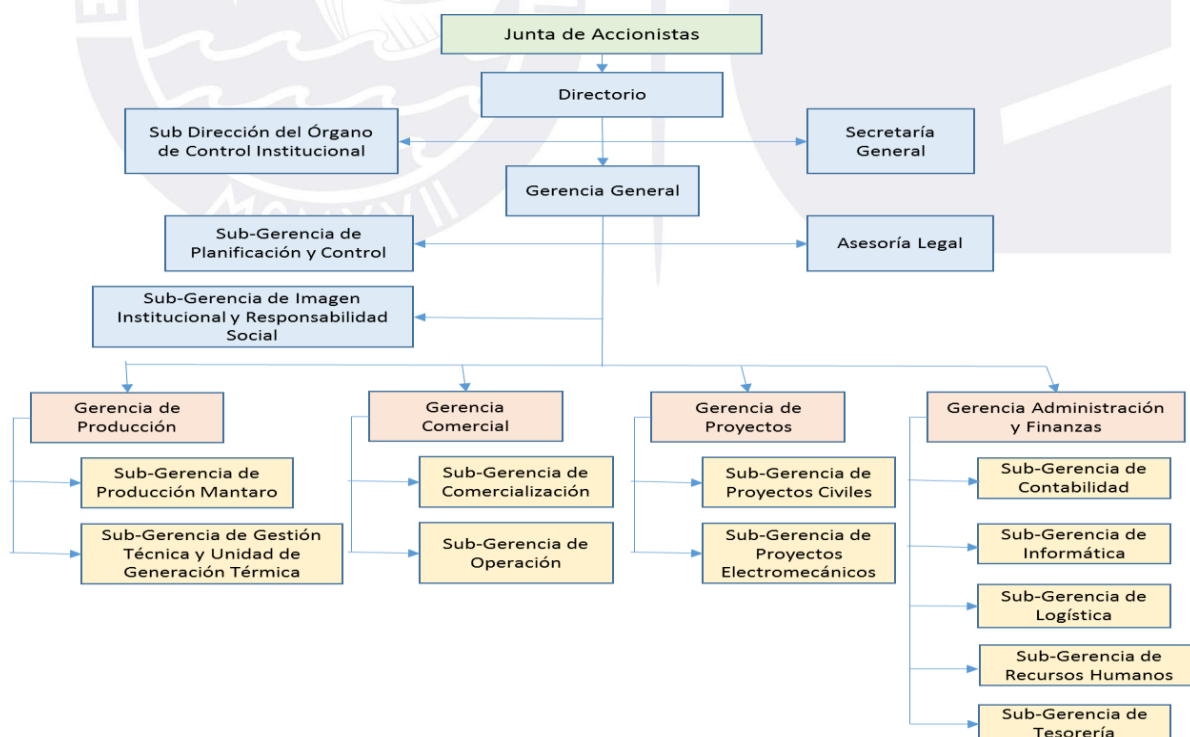 Junta de Accionistas
Directorio
Sub Dirección del Órgano
de Control Institucional
Secretaría
General
Gerencia General
Sub-Gerencia de
Planificación y Control
Asesoría Legal
Sub-Gerencia de Imagen
Institucional y Responsabilidad
Social
Gerencia de
Producción
Gerencia
Comercial
Gerencia de
Proyectos
Gerencia Administración
y Finanzas
Sub-Gerencia de
Producción Mantaro
Sub-Gerencia de Gestión
Técnica y Unidad de
Generación Térmica
Sub-Gerencia de
Comercialización
Sub-Gerencia de
Operación
Sub-Gerencia de
Proyectos Civiles
Sub-Gerencia de
Proyectos
Electromecánicos
Sub-Gerencia de
Contabilidad
Sub-Gerencia de
Informática
Sub-Gerencia de
Logística
Sub-Gerencia de
Recursos Humanos
Sub-Gerencia de
Tesorería
MCMXVII